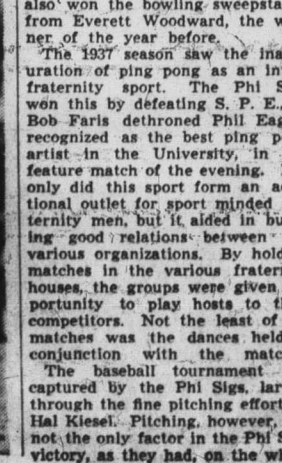 also won the bowling sweepsta
from Everett Woodward, the w
ner of the year before.
The 1937 season saw the ina
uration of ping pong as an in
fraternity sport. The Phi S
won this by defeating S. P. E.,
Bob Faris dethroned Phil Eag
recognized as the best ping p
artist in the University, in
feature match of the evening.
only did this sport form an a
tional outlet for sport minded
ternity men, but it aided in bu
ing good relations between
various organizations. By hold
matches in the various frater
houses, the groups were given
portunity to play hosts to t
competitors. Not the least of
matches was the dances held
conjunction with the matc
The baseball tournament
captured by the Phi Sigs, lar
through the fine pitching effort
Hal Kiesel. Pitching, however,
not the only factor in the Phi S
victory, as they had, on the wh